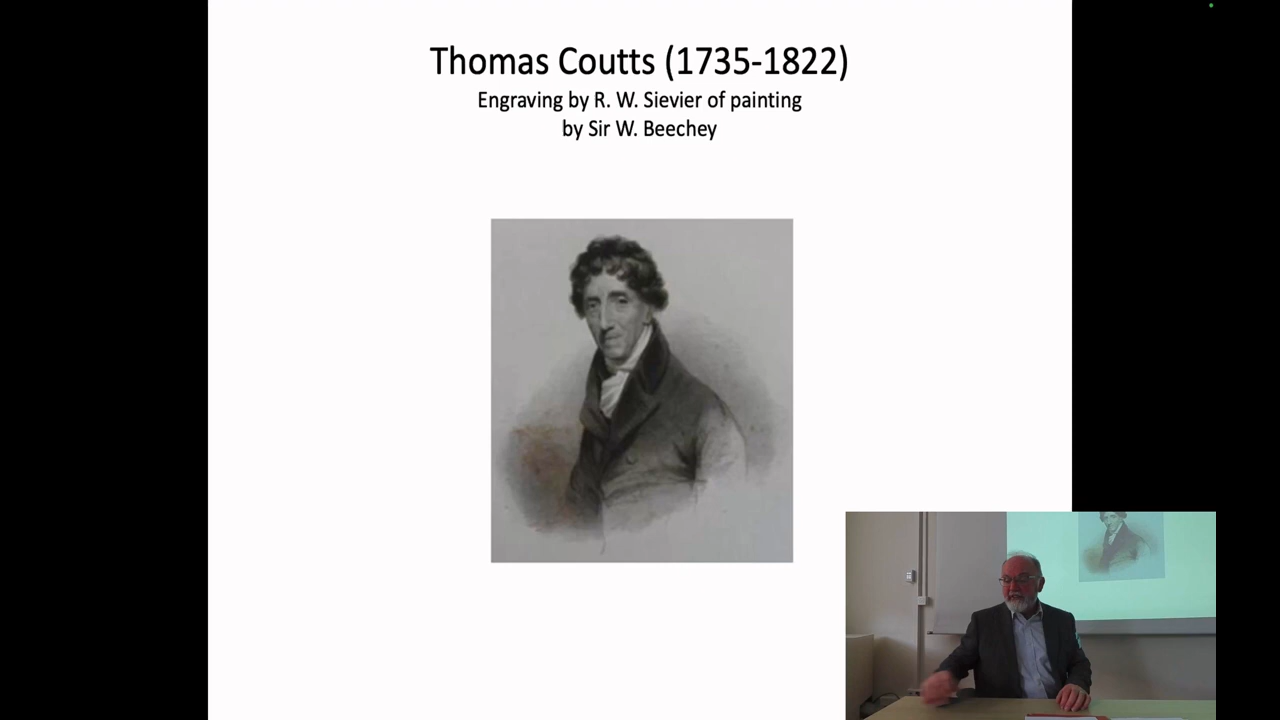 Thomas Coutts (1735-1822)
Engraving by R. W. Sievier of painting
by Sir W. Beechey